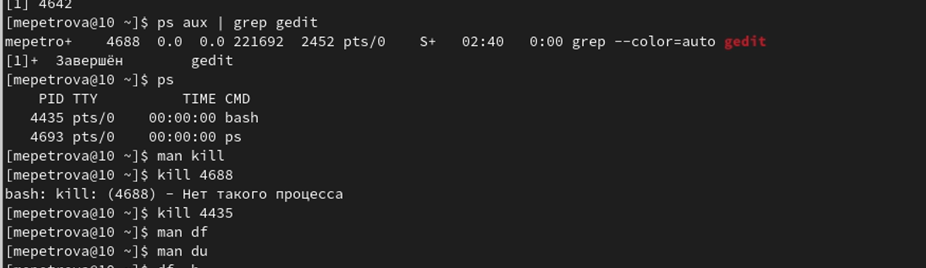 [1] 4642
[mepetrova@10 ~]$ ps aux | grep gedit
mepetro+    4688  0.0  0.0 221692  2452 pts/0    S+   02:40   0:00 grep --color=auto gedit
[1]+  Завершён        gedit
[mepetrova@10 ~]$ ps
    PID TTY          TIME CMD
   4435 pts/0    00:00:00 bash
   4693 pts/0    00:00:00 ps
[mepetrova@10 ~]$ man kill
[mepetrova@10 ~]$ kill 4688
bash: kill: (4688) - Нет такого процесса
[mepetrova@10 ~]$ kill 4435
[mepetrova@10 ~]$ man df
[mepetrova@10 ~]$ man du